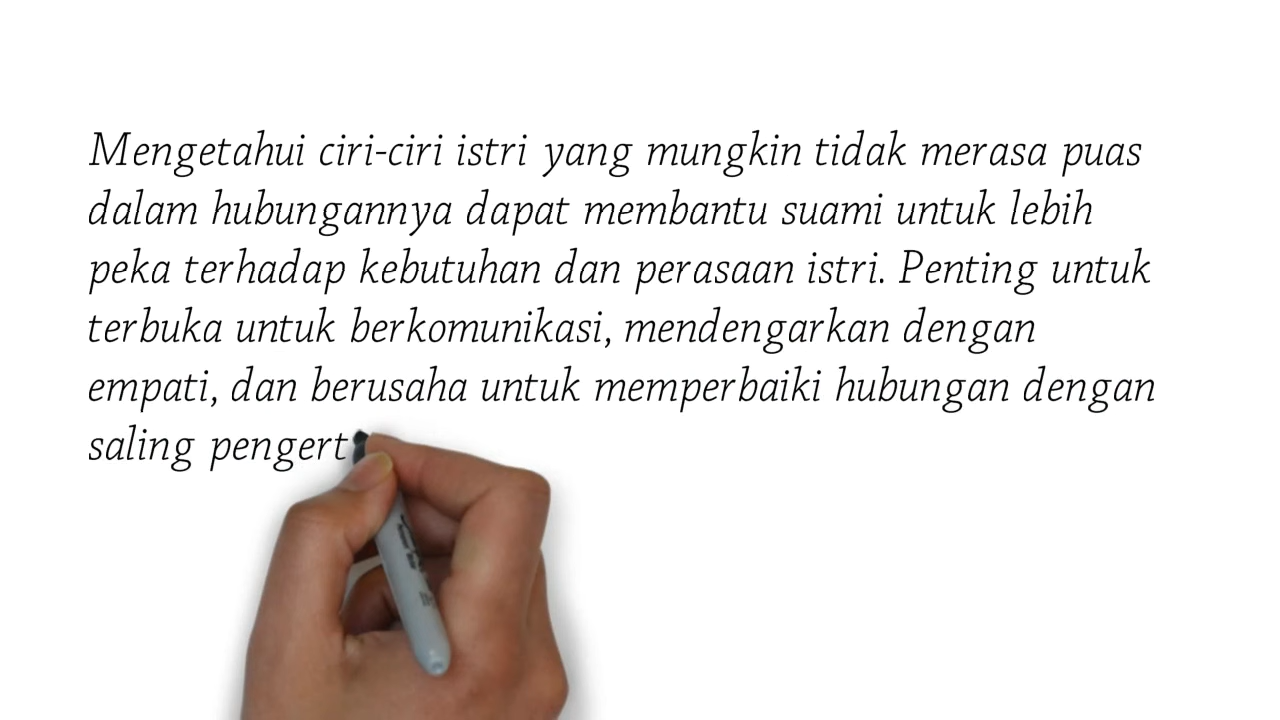 Mengetahui ciri-ciri istri yang mungkin tidak merasa puas
dalam hubungannya dapat membantu suami untuk lebih
peka terhadap kebutuhan dan perasaan istri. Penting untuk
terbuka untuk berkomunikasi, mendengarkan dengan
empati, dan berusaha untuk memperbaiki hubungan dengan
saling pengert